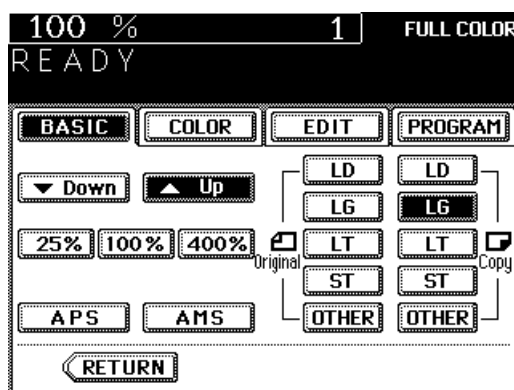 100 % 1 FULL COLOR
READY
BASIC COLOR EDIT PROGRAM
Down Up LD LD
LG LG
25% 100% 400% Original LT LT Copy
ST ST
APS AMS OTHER OTHER
RETURN